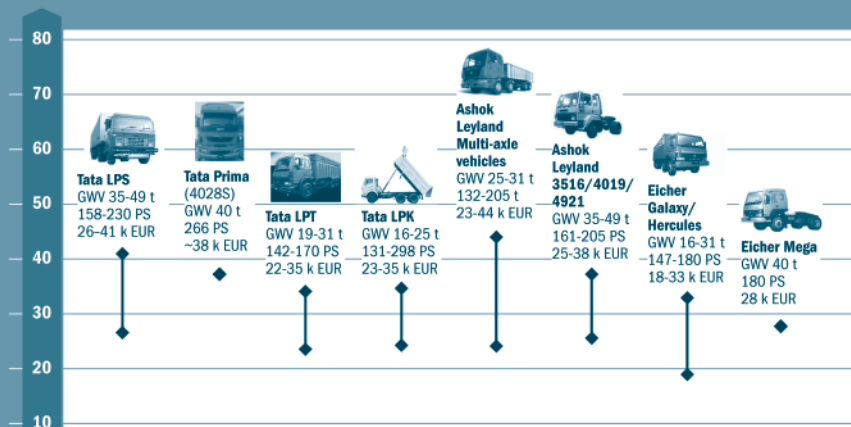 80
70
60
50
40
30
20
10
Tata LPS
GWV 35-49 t
158-230 PS
26–41 k EUR
Tata Prima
(4028S)
GWV 40 t
266 PS
~38 k EUR
Tata LPT
GWV 19-31 t
142-170 PS
22-35 k EUR
Tata LPK
GWV 16-25 t
131-298 PS
23-35 k EUR
Ashok
Leyland
Multi-axle
vehicles
GWV 25-31 t
132-205 t
23-44 k EUR
Ashok
Leyland
3516/4019/
4921
GWV 35-49 t
161-205 PS
25-38 k EUR
Eicher
Galaxy/
Hercules
GWV 16-31 t
147-180 PS
18-33 k EUR
Eicher Mega
GWV 40 t
180 PS
28 k EUR